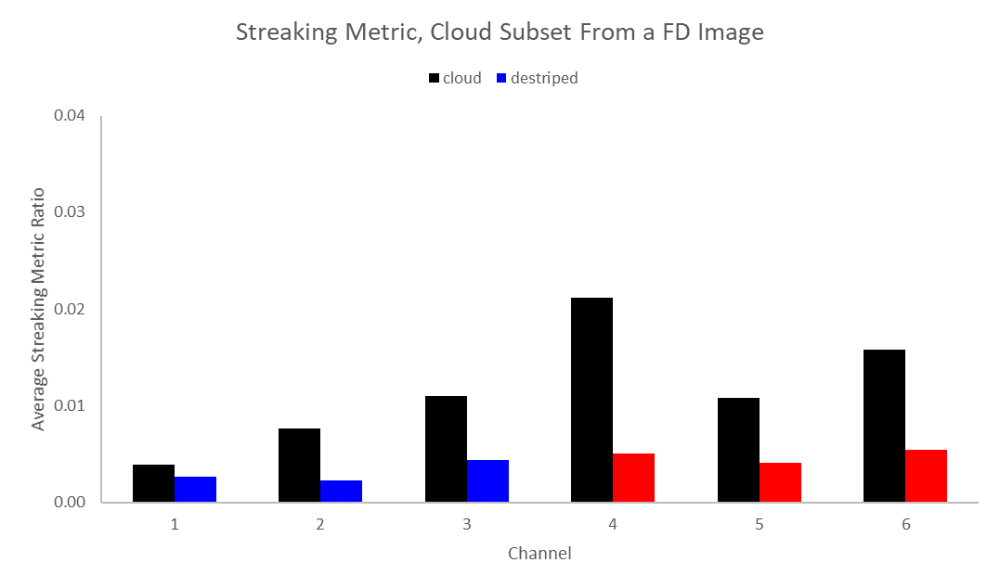 Streaking Metric, Cloud Subset From a FD Image
cloud destriped
Average Streaking Metric Ratio
0.04
0.03
0.02
0.01
0.00
1 2 3 4 5 6
Channel